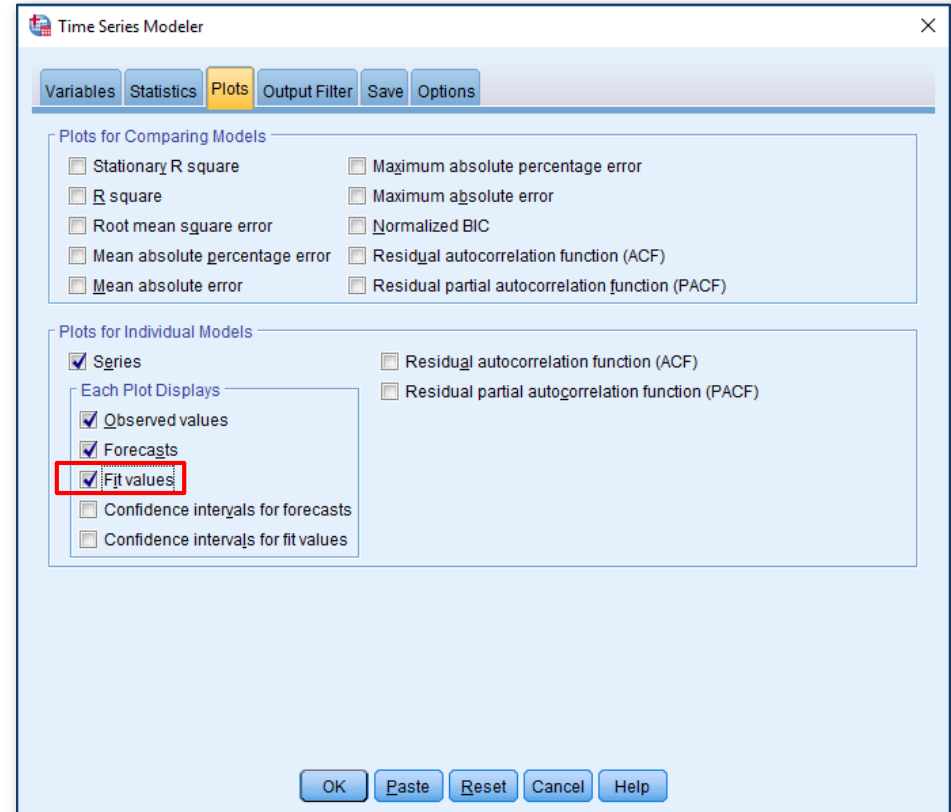 Time Series Modeler
Variables Statistics Plots Output Filter Save Options
Plots for Comparing Models
Stationary R square
Maximum absolute percentage error
R square
Maximum absolute error
Root mean square error
Normalized BIC
Mean absolute percentage error
Residual autocorrelation function (ACF)
Mean absolute error
Residual partial autocorrelation function (PACF)
Plots for Individual Models
Series
Residual autocorrelation function (ACF)
Each Plot Displays
Residual partial autocorrelation function (PACF)
Observed values
Forecasts
Fit values
Confidence intervals for forecasts
Confidence intervals for fit values
OK Paste Reset Cancel Help